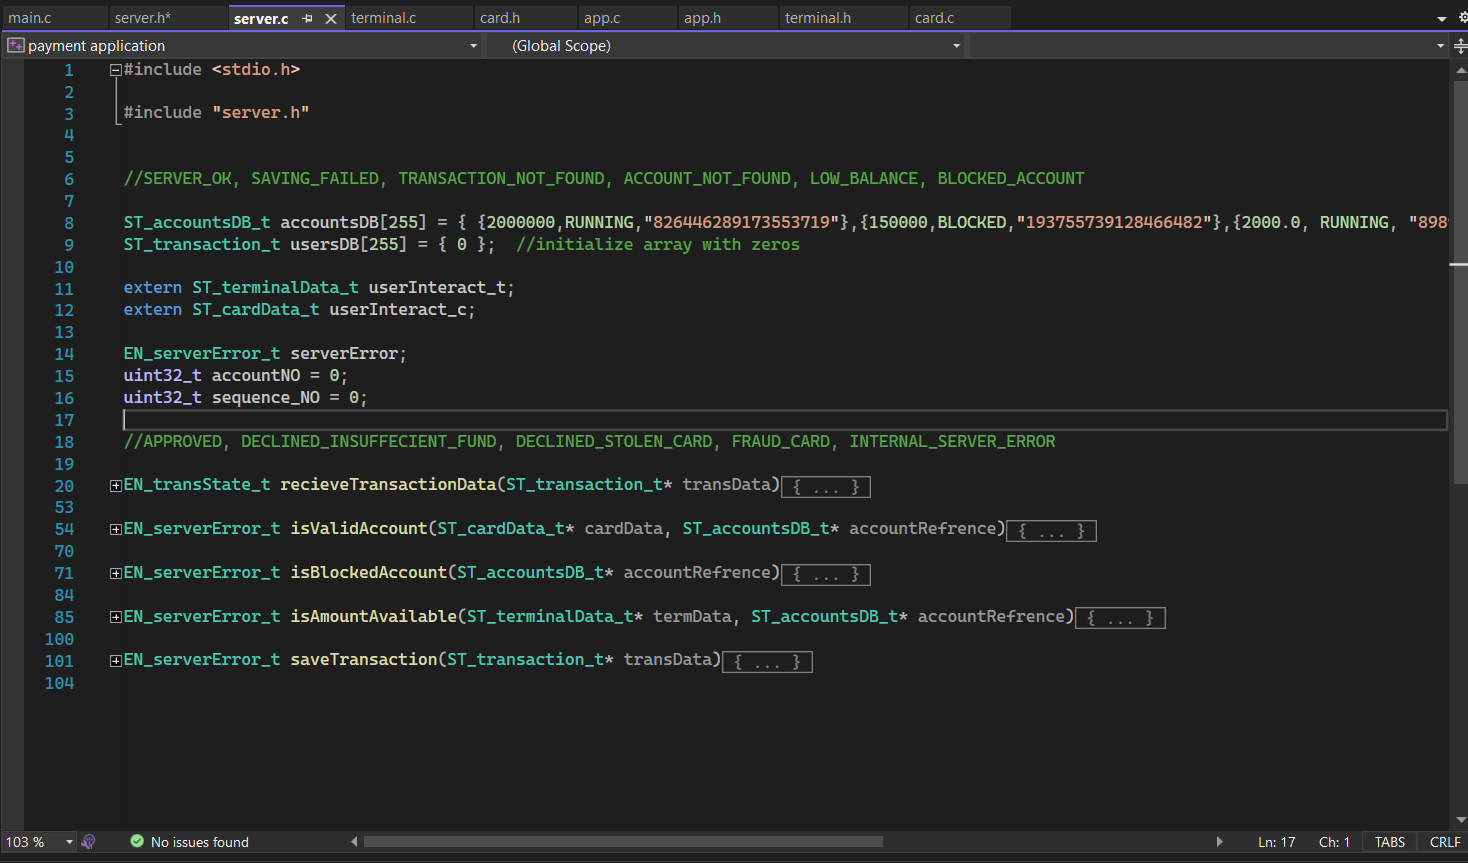 main.c server.h* server.c terminal.c card.h app.c app.h terminal.h card.c
payment application (Global Scope)
1 #include <stdio.h>
2
3 #include "server.h"
4
5
6 //SERVER_OK, SAVING_FAILED, TRANSACTION_NOT_FOUND, ACCOUNT_NOT_FOUND, LOW_BALANCE, BLOCKED_ACCOUNT
7
8 ST_accountsDB_t accountsDB[255] = { {2000000,RUNNING,"826446289173553719"},{150000,BLOCKED,"193755739128466482"},{2000.0, RUNNING, "898
9 ST_transaction_t usersDB[255] = { 0 }; //initialize array with zeros
10
11 extern ST_terminalData_t userInteract_t;
12 extern ST_cardData_t userInteract_c;
13
14 EN_serverError_t serverError;
15 uint32_t accountNO = 0;
16 uint32_t sequence_NO = 0;
17
18 //APPROVED, DECLINED_INSUFFECIENT_FUND, DECLINED_STOLEN_CARD, FRAUD_CARD, INTERNAL_SERVER_ERROR
19
20 EN_transState_t recieveTransactionData(ST_transaction_t* transData){ ... }
53
54 EN_serverError_t isValidAccount(ST_cardData_t* cardData, ST_accountsDB_t* accountRefrence){ ... }
70
71 EN_serverError_t isBlockedAccount(ST_accountsDB_t* accountRefrence){ ... }
84
85 EN_serverError_t isAmountAvailable(ST_terminalData_t* termData, ST_accountsDB_t* accountRefrence){ ... }
100
101 EN_serverError_t saveTransaction(ST_transaction_t* transData){ ... }
104
103 % No issues found Ln: 17 Ch: 1 TABS CRLF